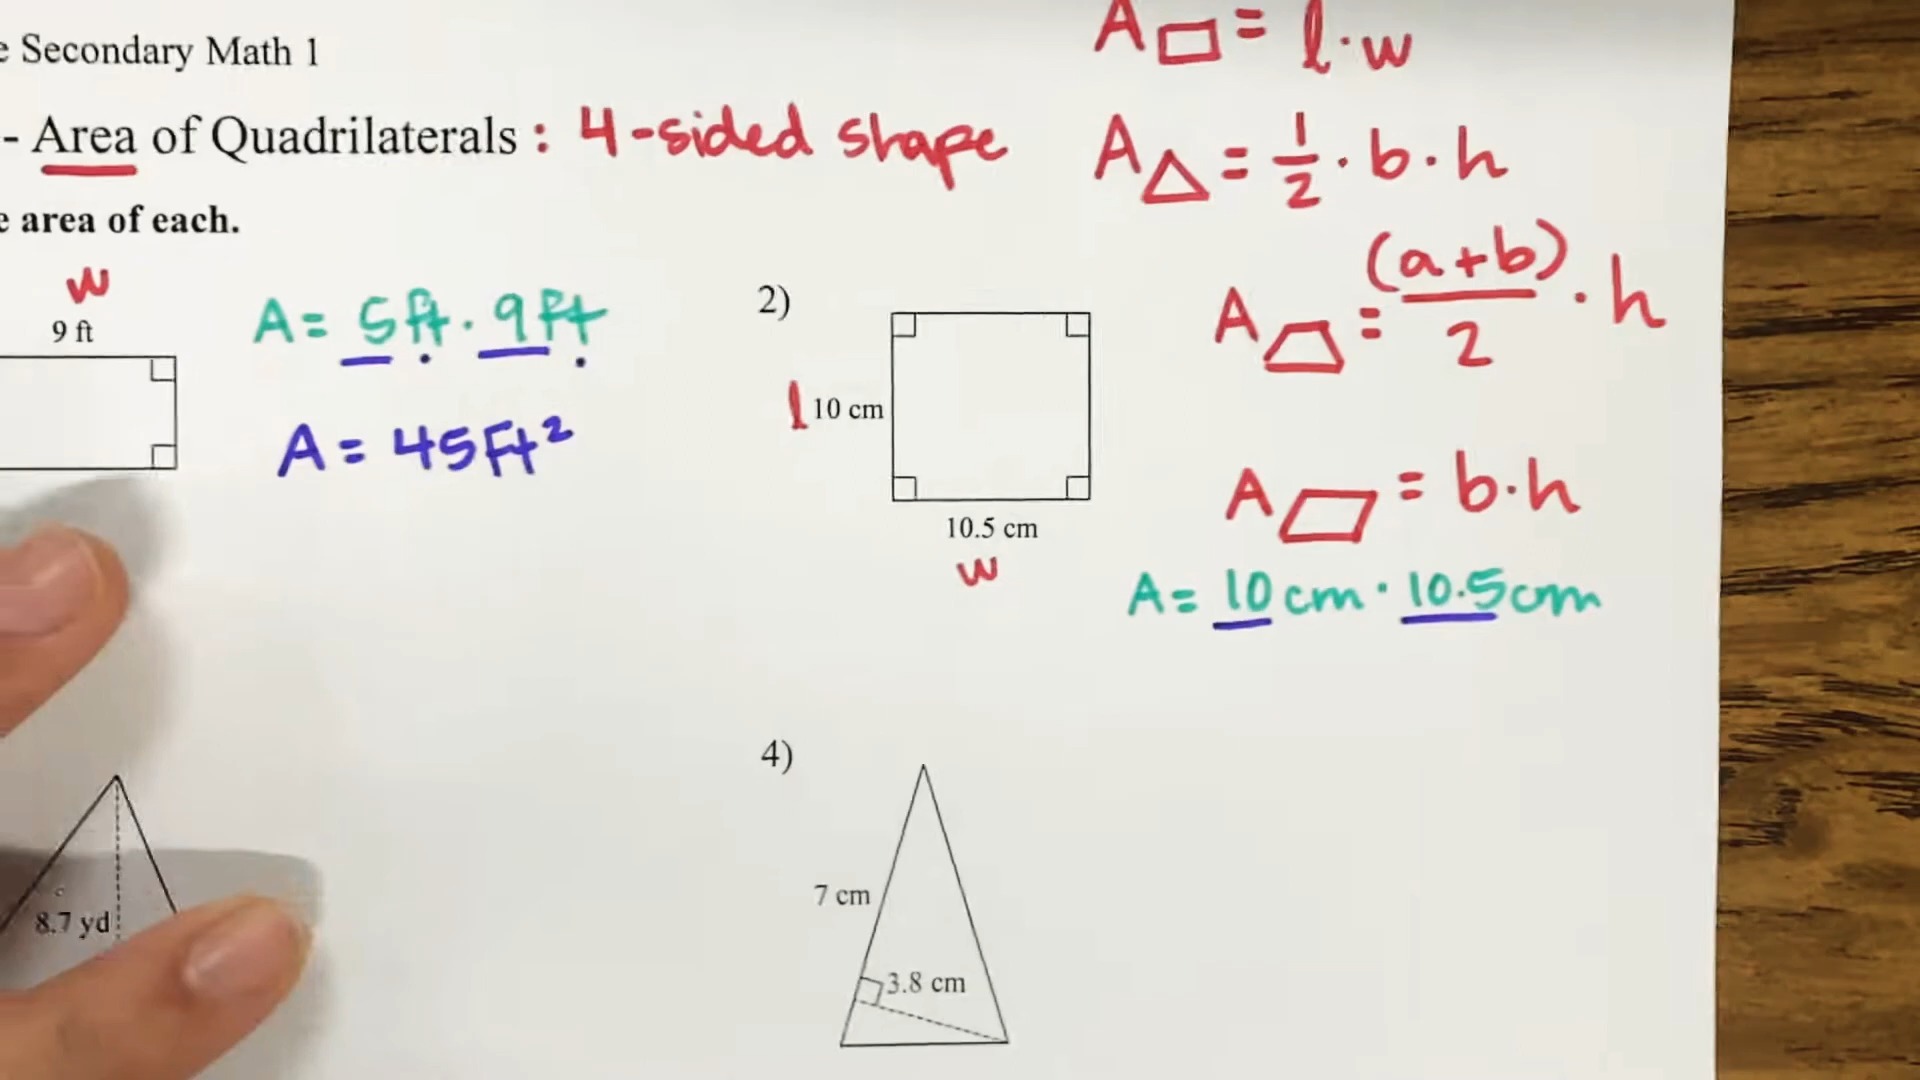 e Secondary Math 1
A▭ = l · w
- Area of Quadrilaterals : 4-sided shape
A△ = 1/2 · b · h
e area of each.
w
9 ft
A = 5ft · 9ft
A = 45Ft²
2)
l 10 cm
10.5 cm
w
A⏢ = (a+b)/2 · h
A▱ = b·h
A = 10cm · 10.5cm
8.7 yd
4)
7 cm
3.8 cm